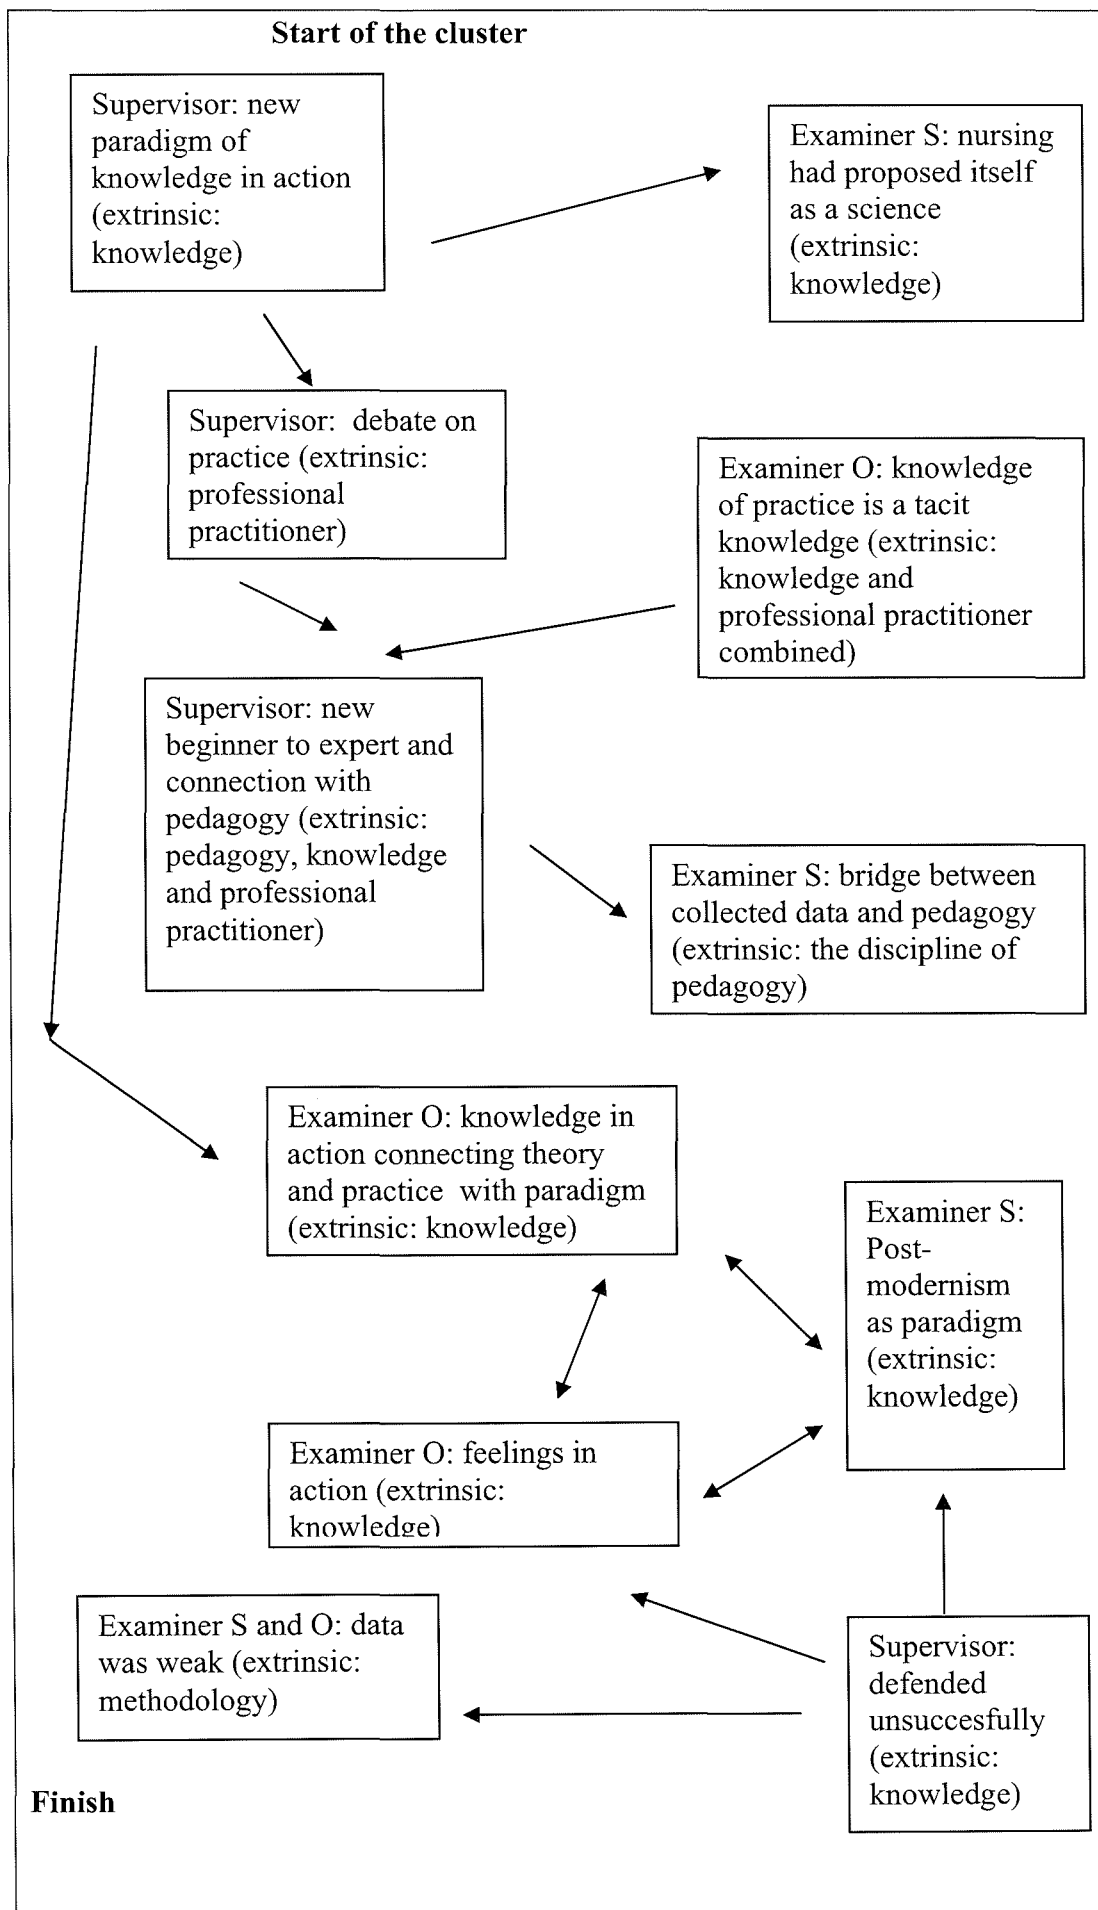 Start of the cluster
Supervisor: new
paradigm of
knowledge in action
(extrinsic:
knowledge)
Examiner S: nursing
had proposed itself
as a science
(extrinsic:
knowledge)
Supervisor:  debate on
practice (extrinsic:
professional
practitioner)
Examiner O: knowledge
of practice is a tacit
knowledge (extrinsic:
knowledge and
professional practitioner
combined)
Supervisor: new
beginner to expert and
connection with
pedagogy (extrinsic:
pedagogy, knowledge
and professional
practitioner)
Examiner S: bridge between
collected data and pedagogy
(extrinsic: the discipline of
pedagogy)
Examiner O: knowledge in
action connecting theory
and practice  with paradigm
(extrinsic: knowledge)
Examiner S:
Post-
modernism
as paradigm
(extrinsic:
knowledge)
Examiner O: feelings in
action (extrinsic:
knowledge)
Examiner S and O: data
was weak (extrinsic:
methodology)
Supervisor:
defended
unsuccesfully
(extrinsic:
knowledge)
Finish